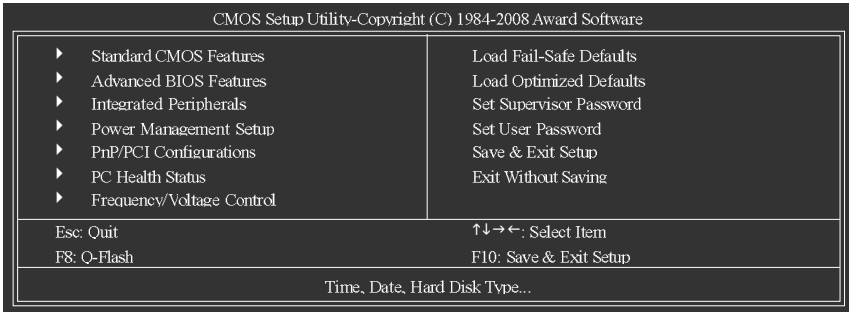 CMOS Setup Utility-Copyright (C) 1984-2008 Award Software
Standard CMOS Features
Advanced BIOS Features
Integrated Peripherals
Power Management Setup
PnP/PCI Configurations
PC Health Status
Frequency/Voltage Control
Load Fail-Safe Defaults
Load Optimized Defaults
Set Supervisor Password
Set User Password
Save & Exit Setup
Exit Without Saving
Esc: Quit
↑↓→←: Select Item
F8: Q-Flash
F10: Save & Exit Setup
Time, Date, Hard Disk Type...